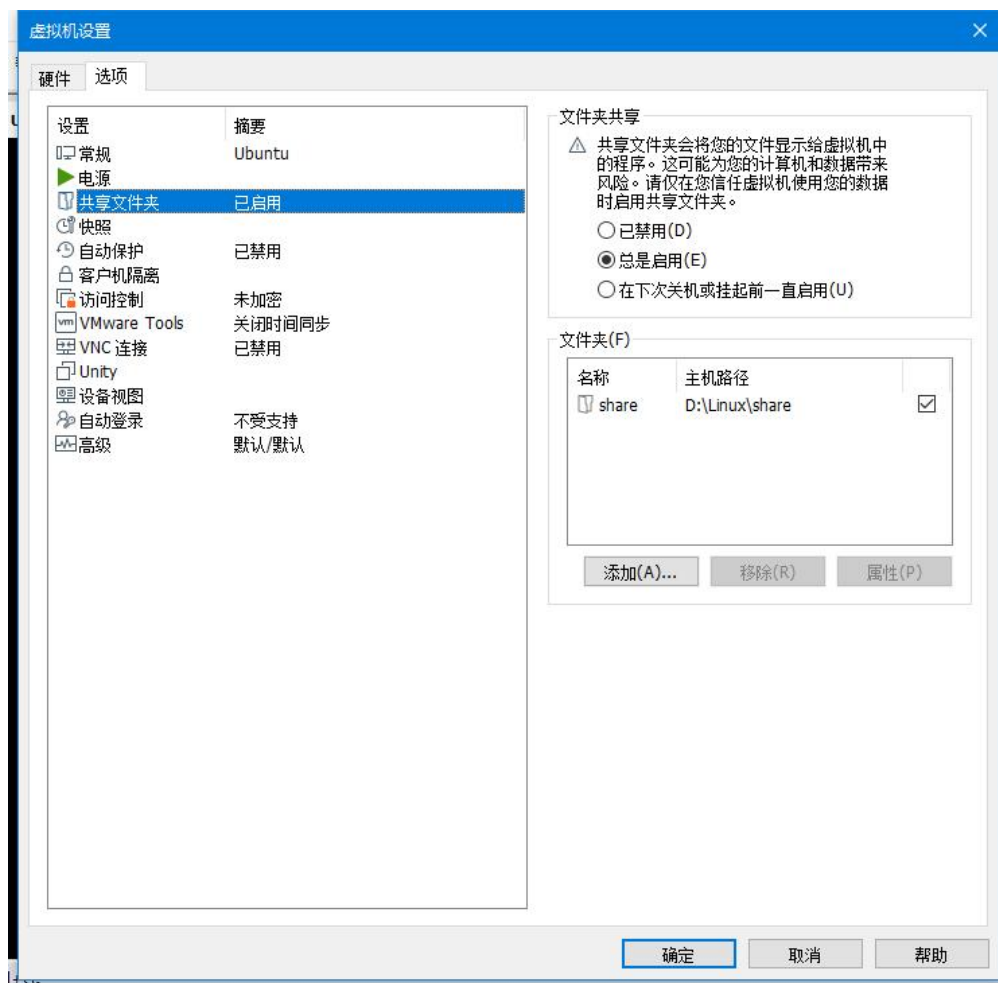 虚拟机设置
硬件 选项
设置 摘要
常规 Ubuntu
电源
共享文件夹 已启用
快照
自动保护 已禁用
客户机隔离
访问控制 未加密
vm VMware Tools 关闭时间同步
VNC 连接 已禁用
Unity
设备视图
自动登录 不受支持
高级 默认/默认
文件夹共享
共享文件夹会将您的文件显示给虚拟机中
的程序。这可能为您的计算机和数据带来
风险。请仅在您信任虚拟机使用您的数据
时启用共享文件夹。
已禁用(D)
总是启用(E)
在下次关机或挂起前一直启用(U)
文件夹(F)
名称 主机路径
share D:\Linux\share
添加(A)... 移除(R) 属性(P)
确定 取消 帮助